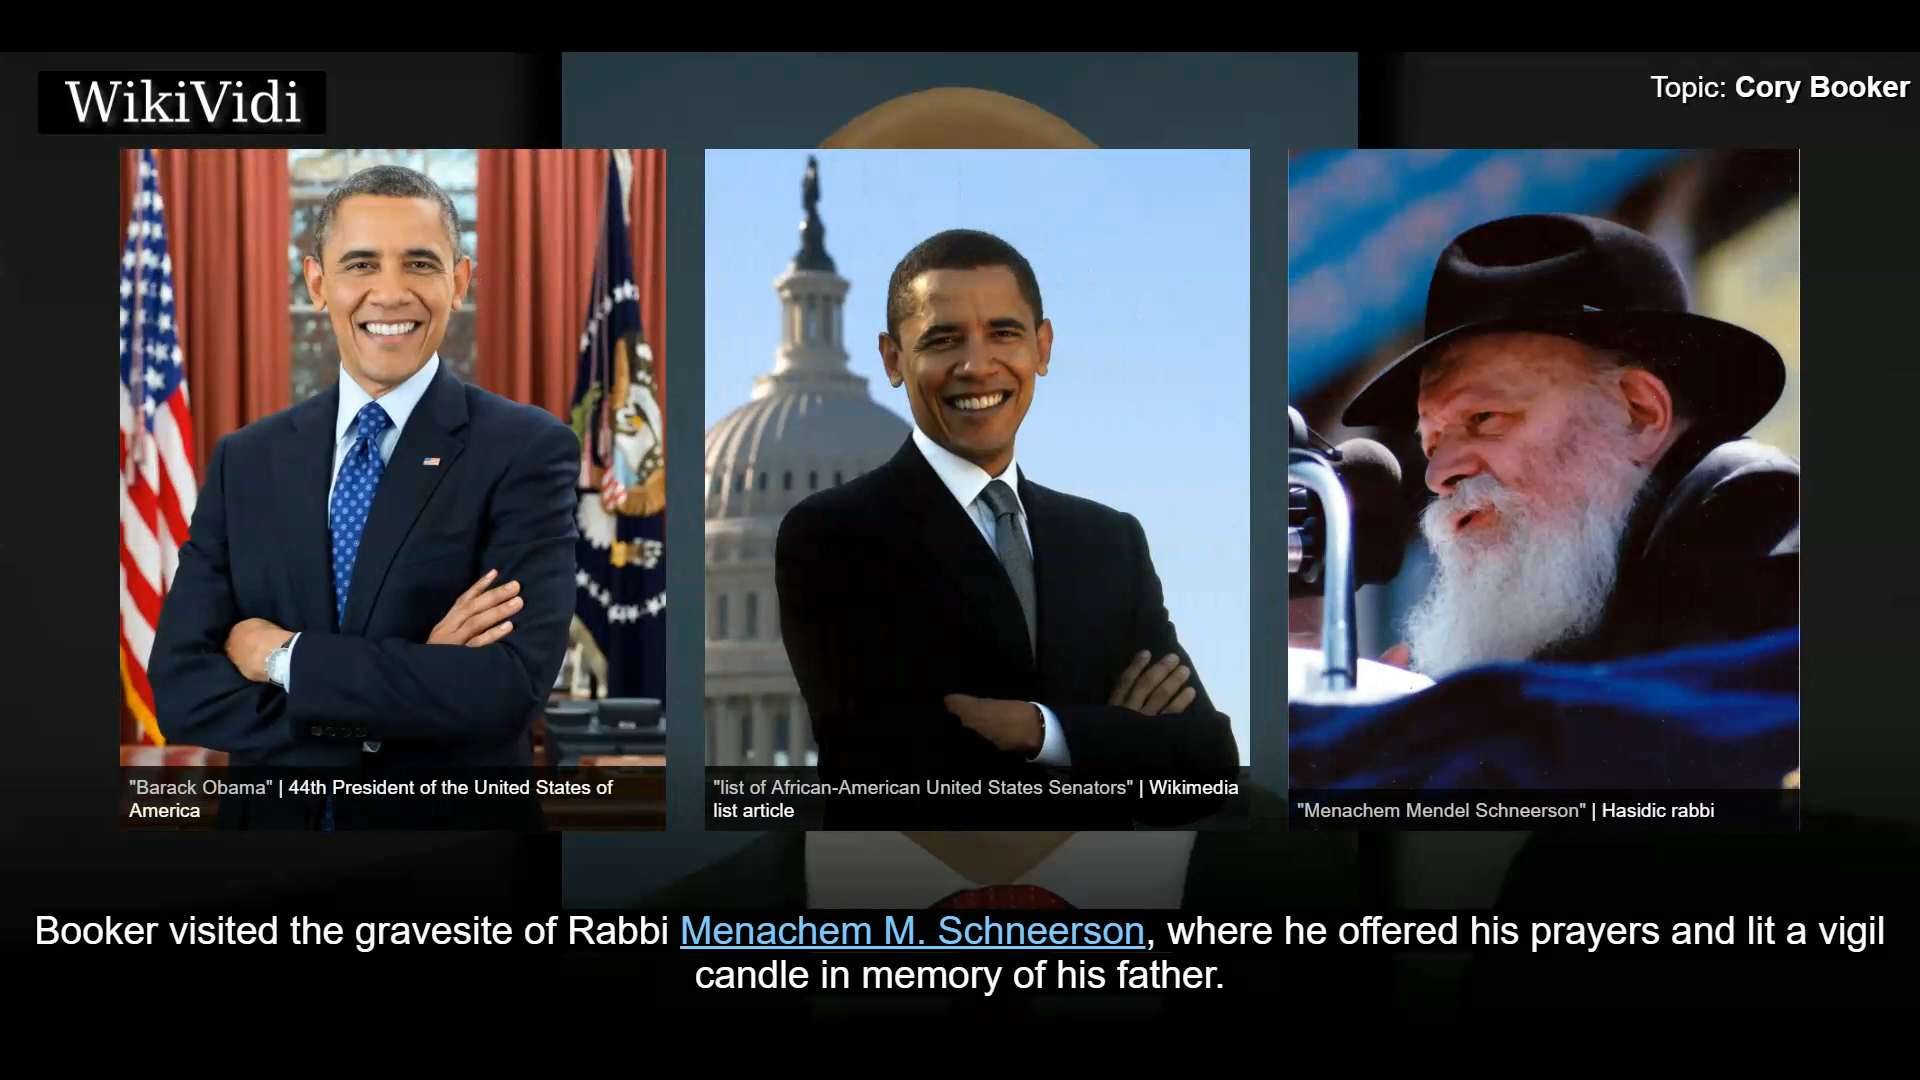 WikiVidi
Topic: Cory Booker
"Barack Obama" | 44th President of the United States of
America
"list of African-American United States Senators" | Wikimedia
list article
"Menachem Mendel Schneerson" | Hasidic rabbi
Booker visited the gravesite of Rabbi Menachem M. Schneerson, where he offered his prayers and lit a vigil
candle in memory of his father.